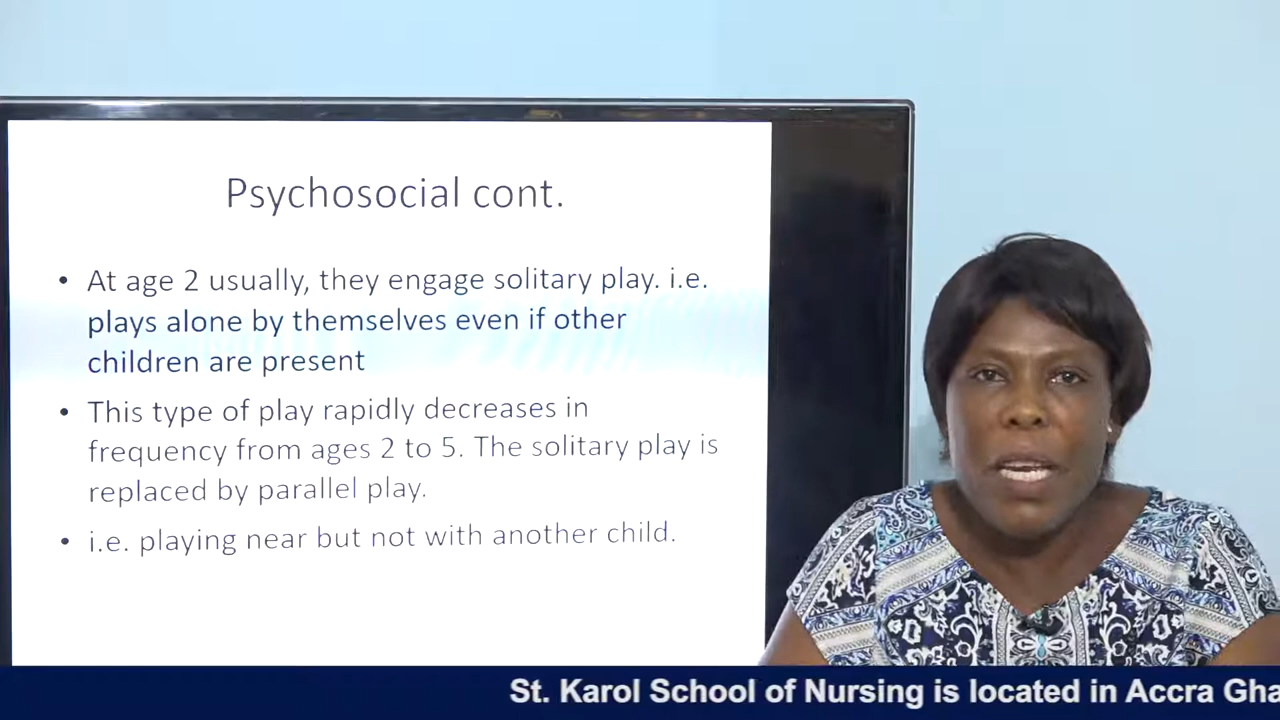 Psychosocial cont.
• At age 2 usually, they engage solitary play. i.e.
plays alone by themselves even if other
children are present
• This type of play rapidly decreases in
frequency from ages 2 to 5. The solitary play is
replaced by parallel play.
• i.e. playing near but not with another child.
St. Karol School of Nursing is located in Accra Gha